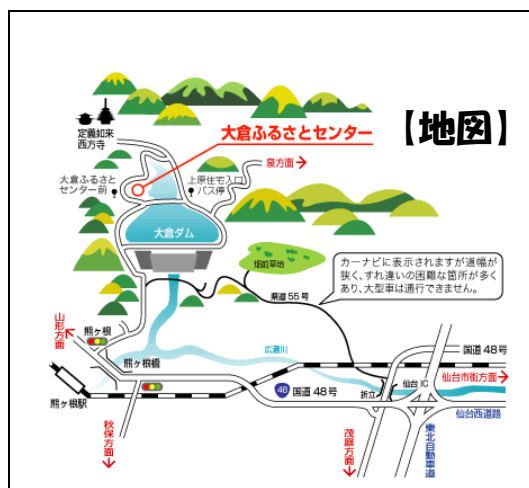 【地図】
定義如来
西方寺
大倉ふるさとセンター
泉方面
大倉ふるさと
センター前
上原住宅入口
バス停
大倉ダム
畑前草地
カーナビに表示されますが道幅が
狭く、すれ違いの困難な箇所が多く
あり、大型車は通行できません。
県道55号
山形方面
熊ヶ根
熊ヶ根橋
広瀬川
国道48号
熊ヶ根駅
48 国道48号
折立
仙台IC
仙台市街方面
仙台西道路
秋保方面
茂庭方面
東北自動車道